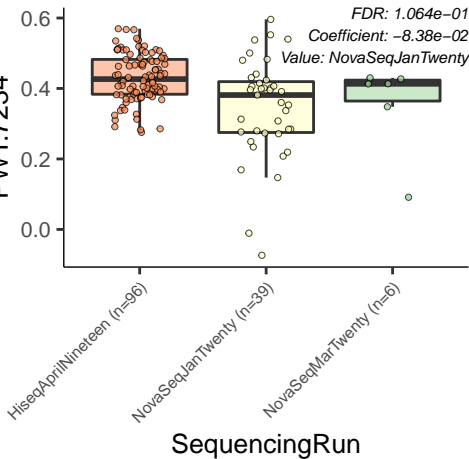 FDR: 1.064e−01
Coefficient: −8.38e−02
Value: NovaSeqJanTwenty
0.6
0.4
0.2
0.0
HiseqAprilNineteen (n=96)
NovaSeqJanTwenty (n=39)
NovaSeqMarTwenty (n=6)
SequencingRun